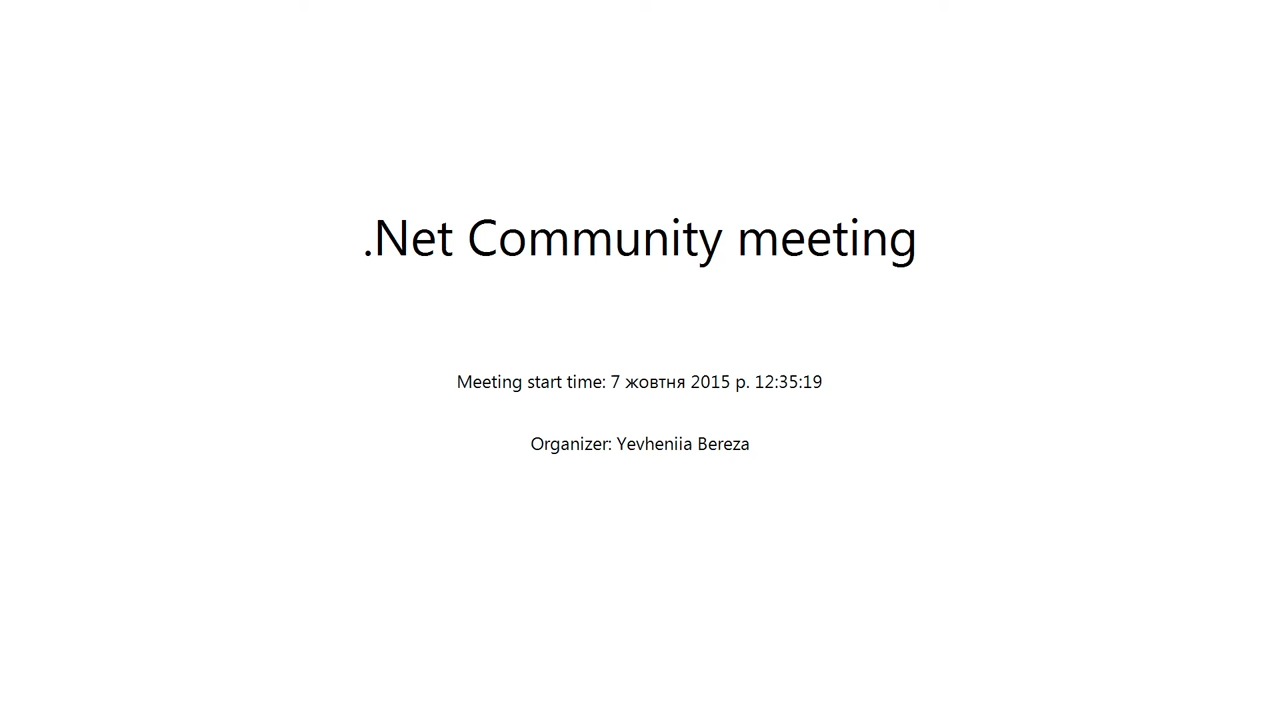 .Net Community meeting
Meeting start time: 7 жовтня 2015 р. 12:35:19
Organizer: Yevheniia Bereza